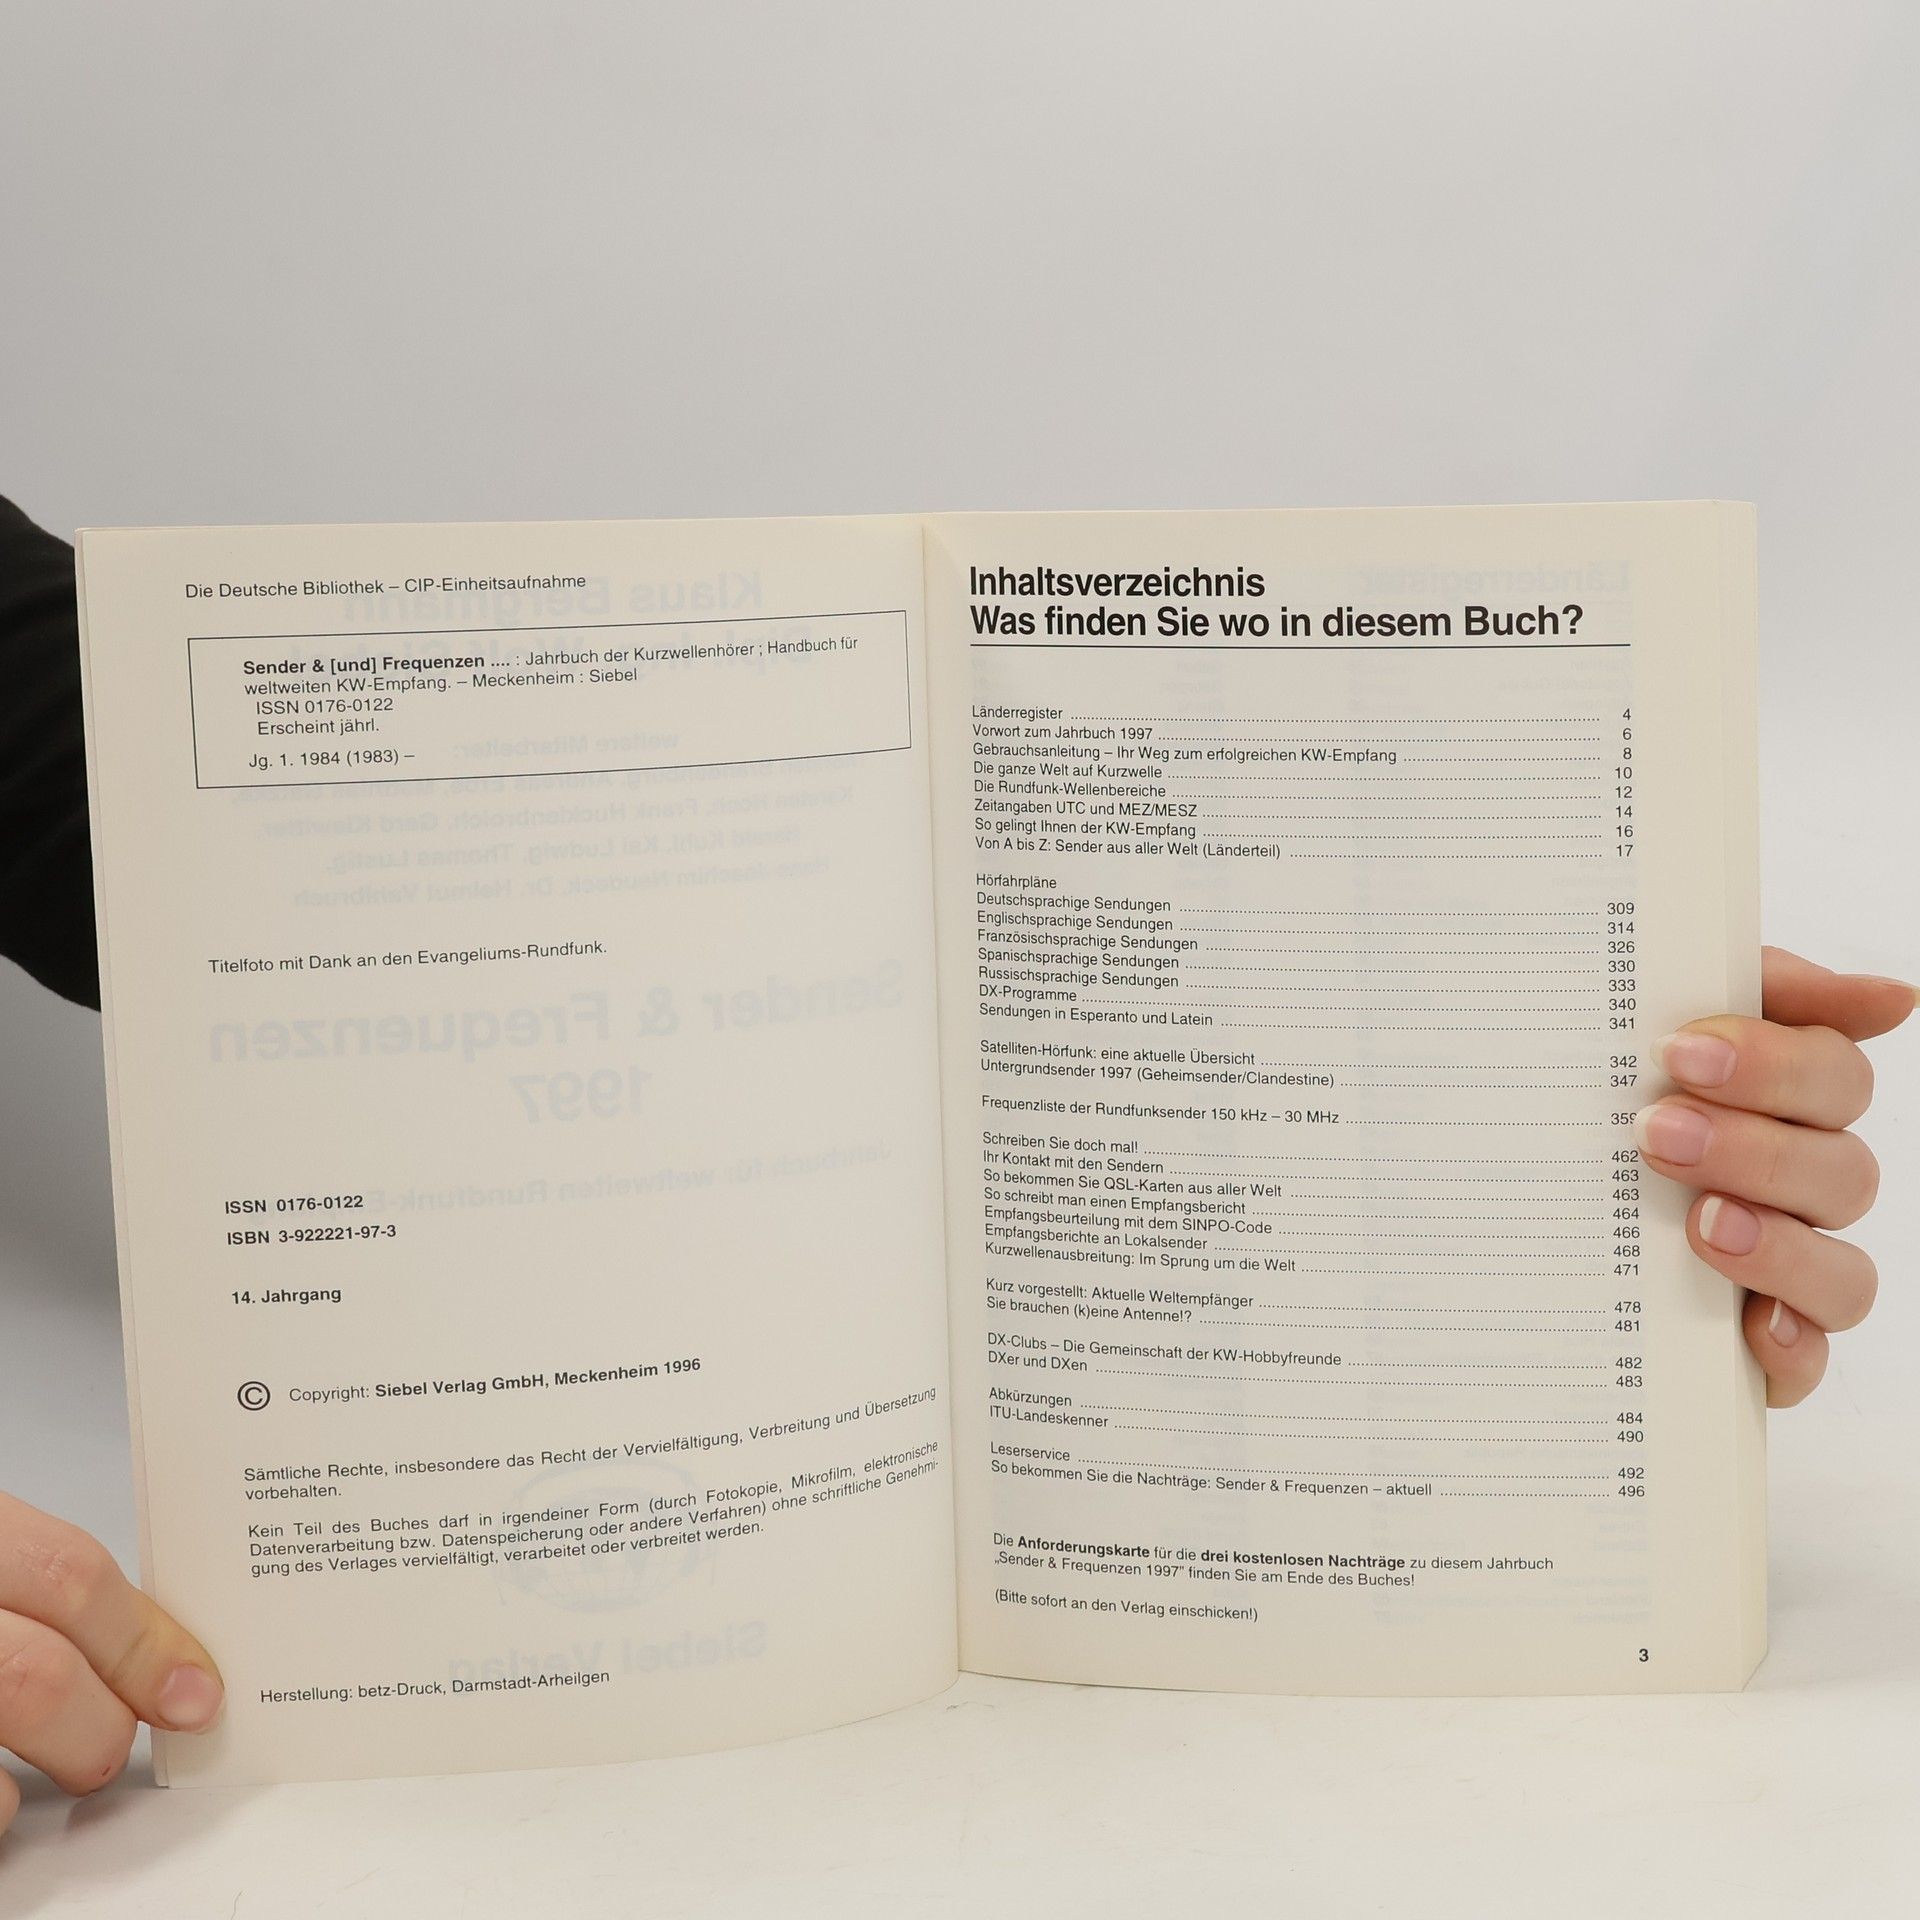 Die Deutsche Bibliothek – CIP-Einheitsaufnahme
Sender & [und] Frequenzen .... : Jahrbuch der Kurzwellenhörer ; Handbuch für
weltweiten KW-Empfang. – Meckenheim : Siebel
ISSN 0176-0122
Erscheint jährl.
Jg. 1. 1984 (1983) –
Titelfoto mit Dank an den Evangeliums-Rundfunk.
ISSN 0176-0122
ISBN 3-922221-97-3
14. Jahrgang
© Copyright: Siebel Verlag GmbH, Meckenheim 1996
Sämtliche Rechte, insbesondere das Recht der Vervielfältigung, Verbreitung und Übersetzung
vorbehalten.
Kein Teil des Buches darf in irgendeiner Form (durch Fotokopie, Mikrofilm, elektronische
Datenverarbeitung bzw. Datenspeicherung oder andere Verfahren) ohne schriftliche Genehmi-
gung des Verlages vervielfältigt, verarbeitet oder verbreitet werden.
Herstellung: betz-Druck, Darmstadt-Arheilgen
Inhaltsverzeichnis
Was finden Sie wo in diesem Buch?
Länderregister 4
Vorwort zum Jahrbuch 1997 6
Gebrauchsanleitung – Ihr Weg zum erfolgreichen KW-Empfang 8
Die ganze Welt auf Kurzwelle 10
Die Rundfunk-Wellenbereiche 12
Zeitangaben UTC und MEZ/MESZ 14
So gelingt Ihnen der KW-Empfang 16
Von A bis Z: Sender aus aller Welt (Länderteil) 17
Hörfahrpläne
Deutschsprachige Sendungen 309
Englischsprachige Sendungen 314
Französischsprachige Sendungen 326
Spanischsprachige Sendungen 330
Russischsprachige Sendungen 333
DX-Programme 340
Sendungen in Esperanto und Latein 341
Satelliten-Hörfunk: eine aktuelle Übersicht 342
Untergrundsender 1997 (Geheimsender/Clandestine) 347
Frequenzliste der Rundfunksender 150 kHz – 30 MHz 359
Schreiben Sie doch mal! 462
Ihr Kontakt mit den Sendern 463
So bekommen Sie QSL-Karten aus aller Welt 463
So schreibt man einen Empfangsbericht 464
Empfangsbeurteilung mit dem SINPO-Code 466
Empfangsberichte an Lokalsender 468
Kurzwellenausbreitung: Im Sprung um die Welt 471
Kurz vorgestellt: Aktuelle Weltempfänger 478
Sie brauchen (k)eine Antenne!? 481
DX-Clubs – Die Gemeinschaft der KW-Hobbyfreunde 482
DXer und DXen 483
Abkürzungen 484
ITU-Landeskenner 490
Leserservice 492
So bekommen Sie die Nachträge: Sender & Frequenzen – aktuell 496
Die Anforderungskarte für die drei kostenlosen Nachträge zu diesem Jahrbuch
„Sender & Frequenzen 1997” finden Sie am Ende des Buches!
(Bitte sofort an den Verlag einschicken!)
3